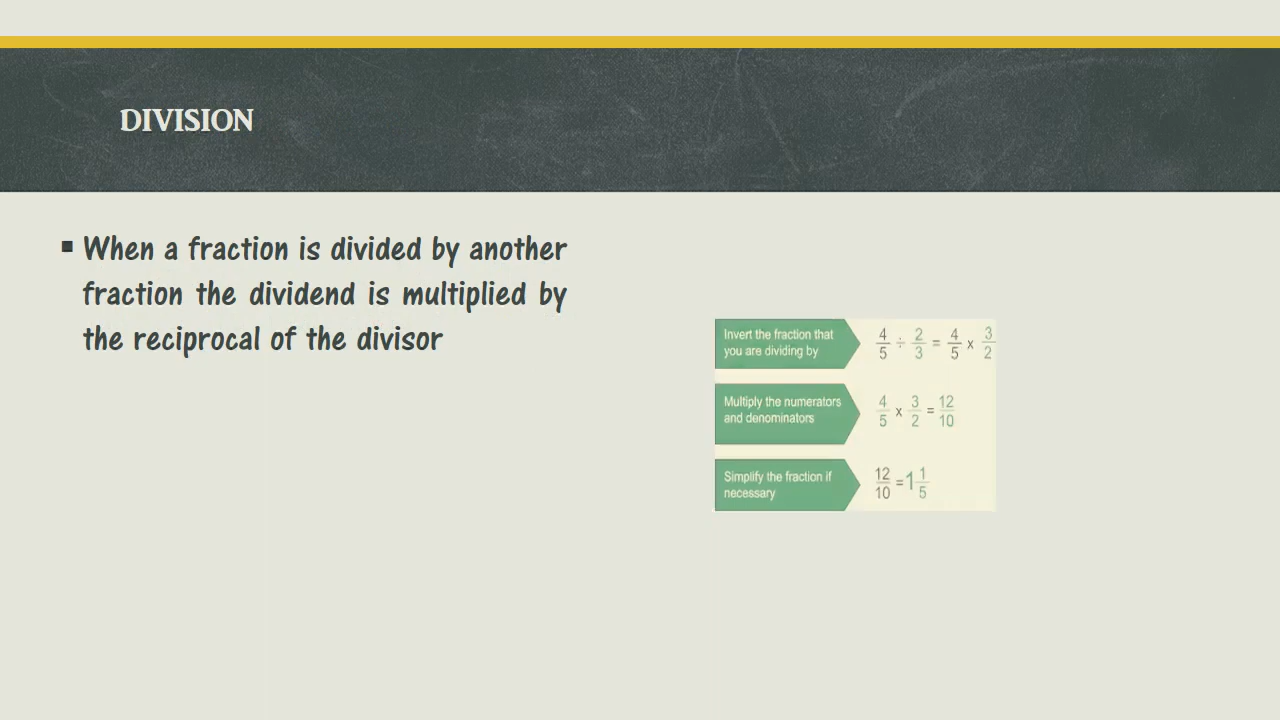 DIVISION
▪ When a fraction is divided by another
fraction the dividend is multiplied by
the reciprocal of the divisor
Invert the fraction that
you are dividing by
4/5 ÷ 2/3 = 4/5 x 3/2
Multiply the numerators
and denominators
4/5 x 3/2 = 12/10
Simplify the fraction if
necessary
12/10 = 1 1/5